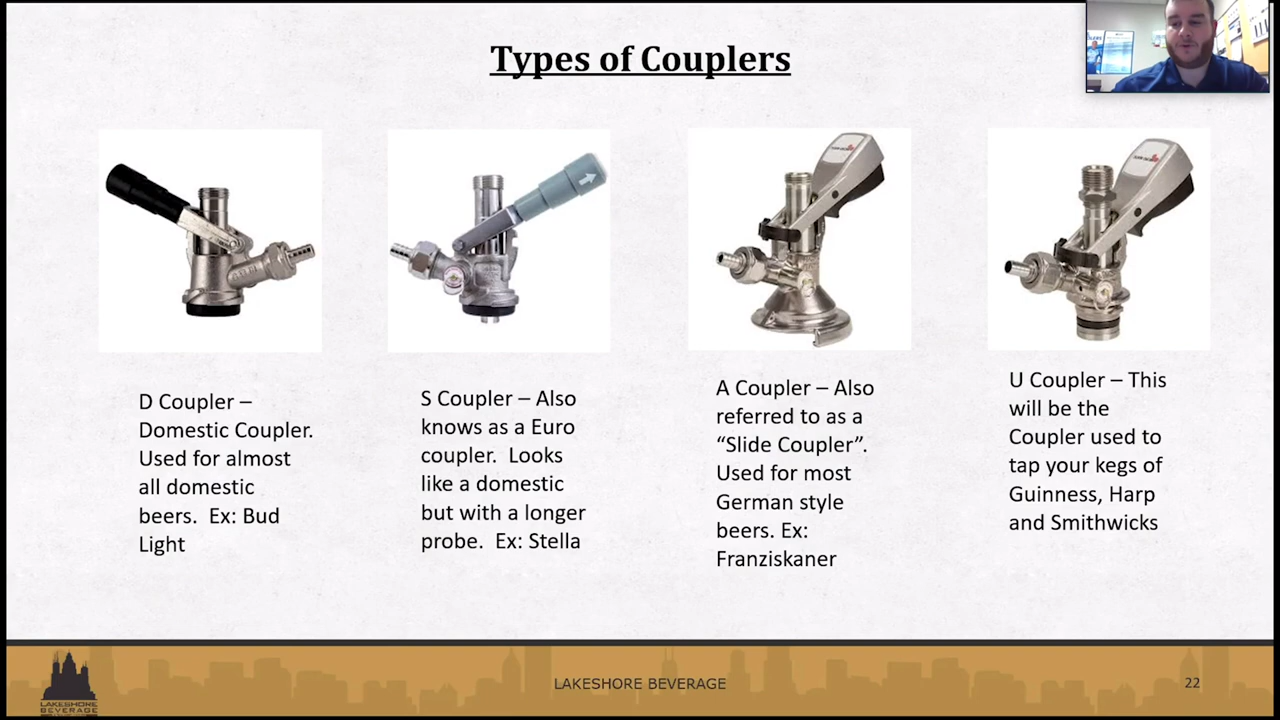 Types of Couplers
D Coupler –
Domestic Coupler.
Used for almost
all domestic
beers. Ex: Bud
Light
S Coupler – Also
knows as a Euro
coupler. Looks
like a domestic
but with a longer
probe. Ex: Stella
A Coupler – Also
referred to as a
“Slide Coupler”.
Used for most
German style
beers. Ex:
Franziskaner
U Coupler – This
will be the
Coupler used to
tap your kegs of
Guinness, Harp
and Smithwicks
LAKESHORE
BEVERAGE
LAKESHORE BEVERAGE
22